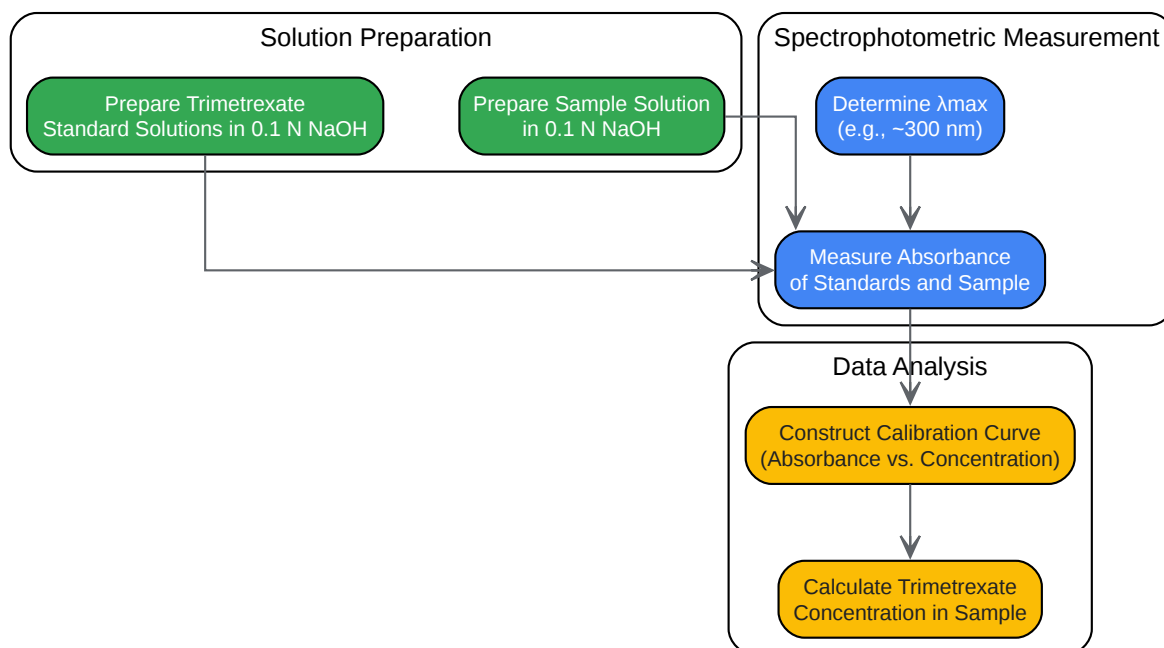 Solution Preparation
Prepare Trimetrexate
Standard Solutions in 0.1 N NaOH
Prepare Sample Solution
in 0.1 N NaOH
Spectrophotometric Measurement
Determine λmax
(e.g., ~300 nm)
Measure Absorbance
of Standards and Sample
Data Analysis
Construct Calibration Curve
(Absorbance vs. Concentration)
Calculate Trimetrexate
Concentration in Sample